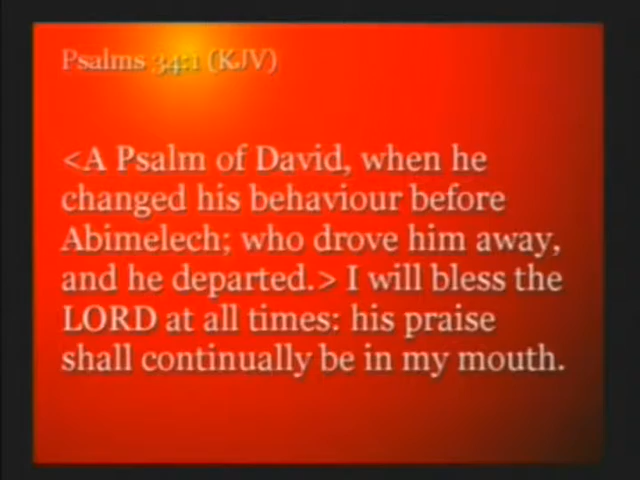 Psalms 34:1 (KJV)
<A Psalm of David, when he
changed his behaviour before
Abimelech; who drove him away,
and he departed.> I will bless the
LORD at all times: his praise
shall continually be in my mouth.